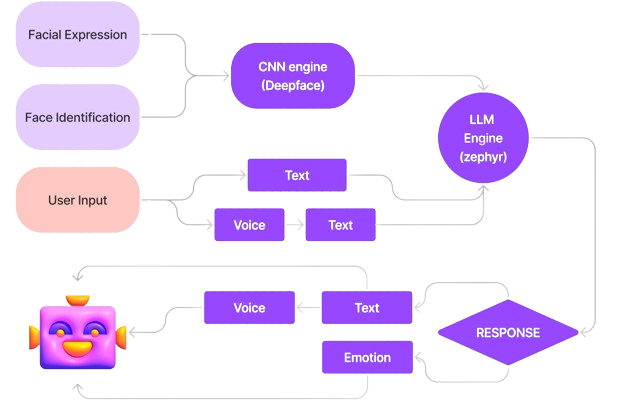 Facial Expression
CNN engine
(Deepface)
Face Identification
LLM
Engine
(zephyr)
User Input
Text
Voice
Text
Voice
Text
RESPONSE
Emotion